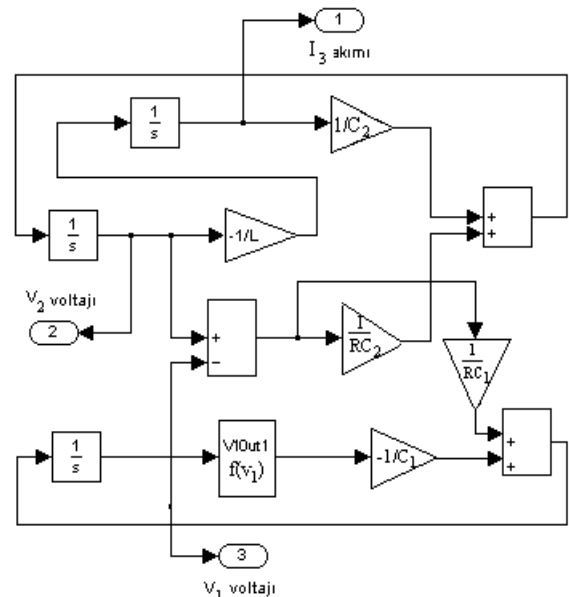 1
I3 akımı
1/s
1/C2
1/s
-1/L
+
+
V2 voltajı
2
+
−
1/RC2
1/RC1
1/s
V1Out1
f(v1)
-1/C1
+
+
3
V1 voltajı